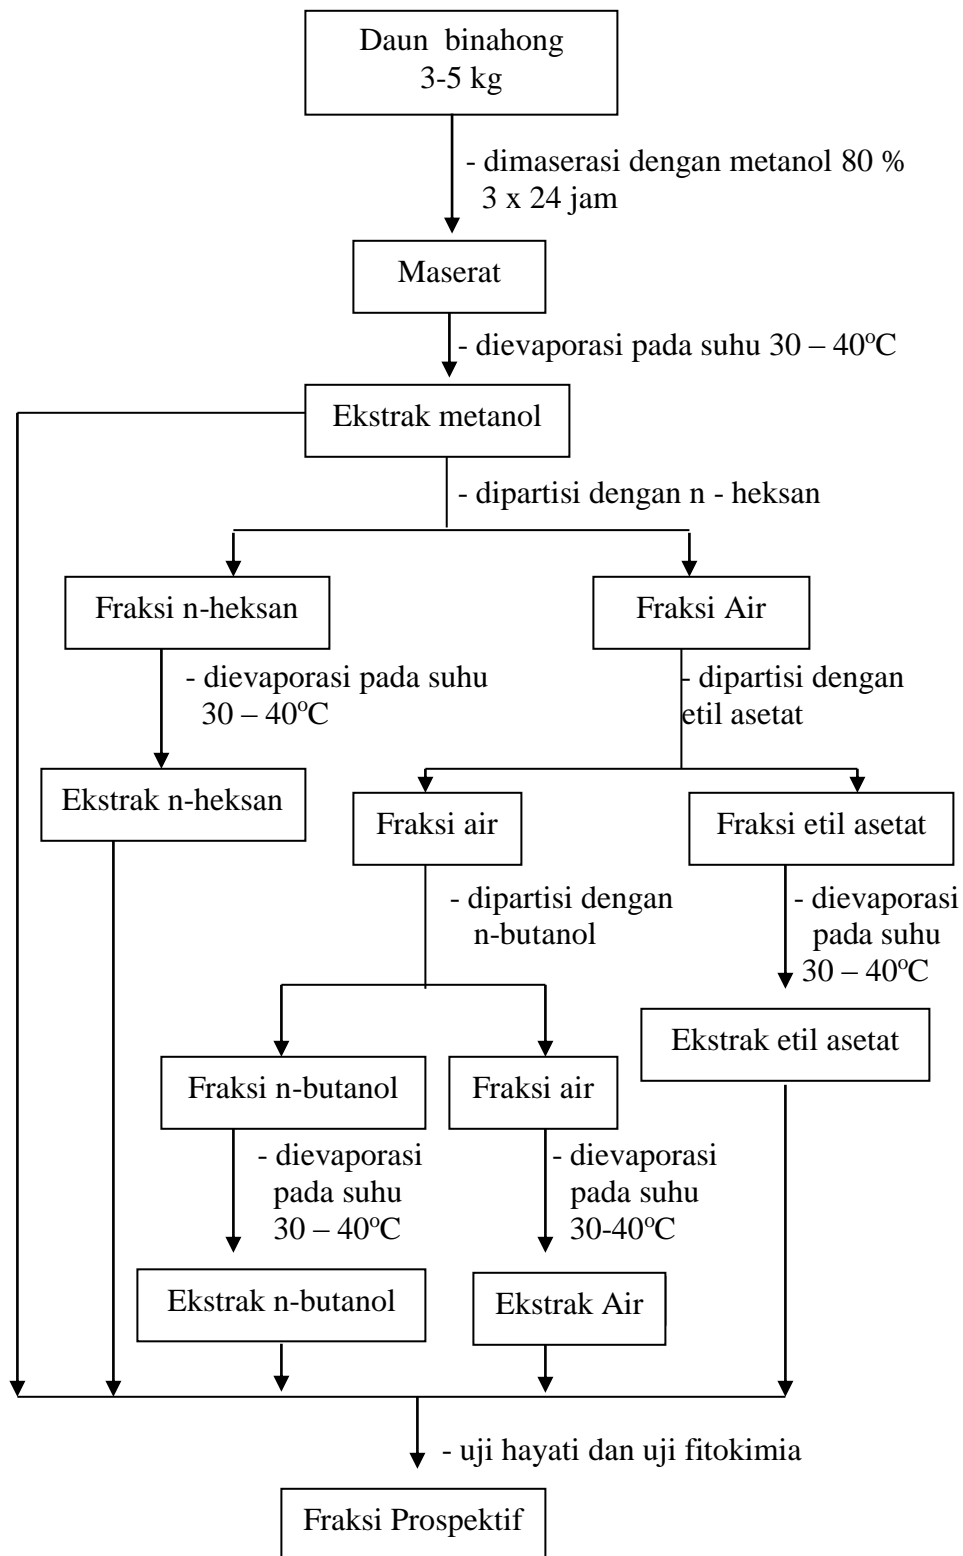 Daun binahong
3-5 kg
- dimaserasi dengan metanol 80 %
3 x 24 jam
Maserat
- dievaporasi pada suhu 30 – 40ºC
Ekstrak metanol
- dipartisi dengan n - heksan
Fraksi n-heksan
Fraksi Air
- dievaporasi pada suhu
30 – 40ºC
- dipartisi dengan
etil asetat
Ekstrak n-heksan
Fraksi air
Fraksi etil asetat
- dipartisi dengan
n-butanol
- dievaporasi
pada suhu
30 – 40ºC
Ekstrak etil asetat
Fraksi n-butanol
Fraksi air
- dievaporasi
pada suhu
30 – 40ºC
- dievaporasi
pada suhu
30-40ºC
Ekstrak n-butanol
Ekstrak Air
- uji hayati dan uji fitokimia
Fraksi Prospektif